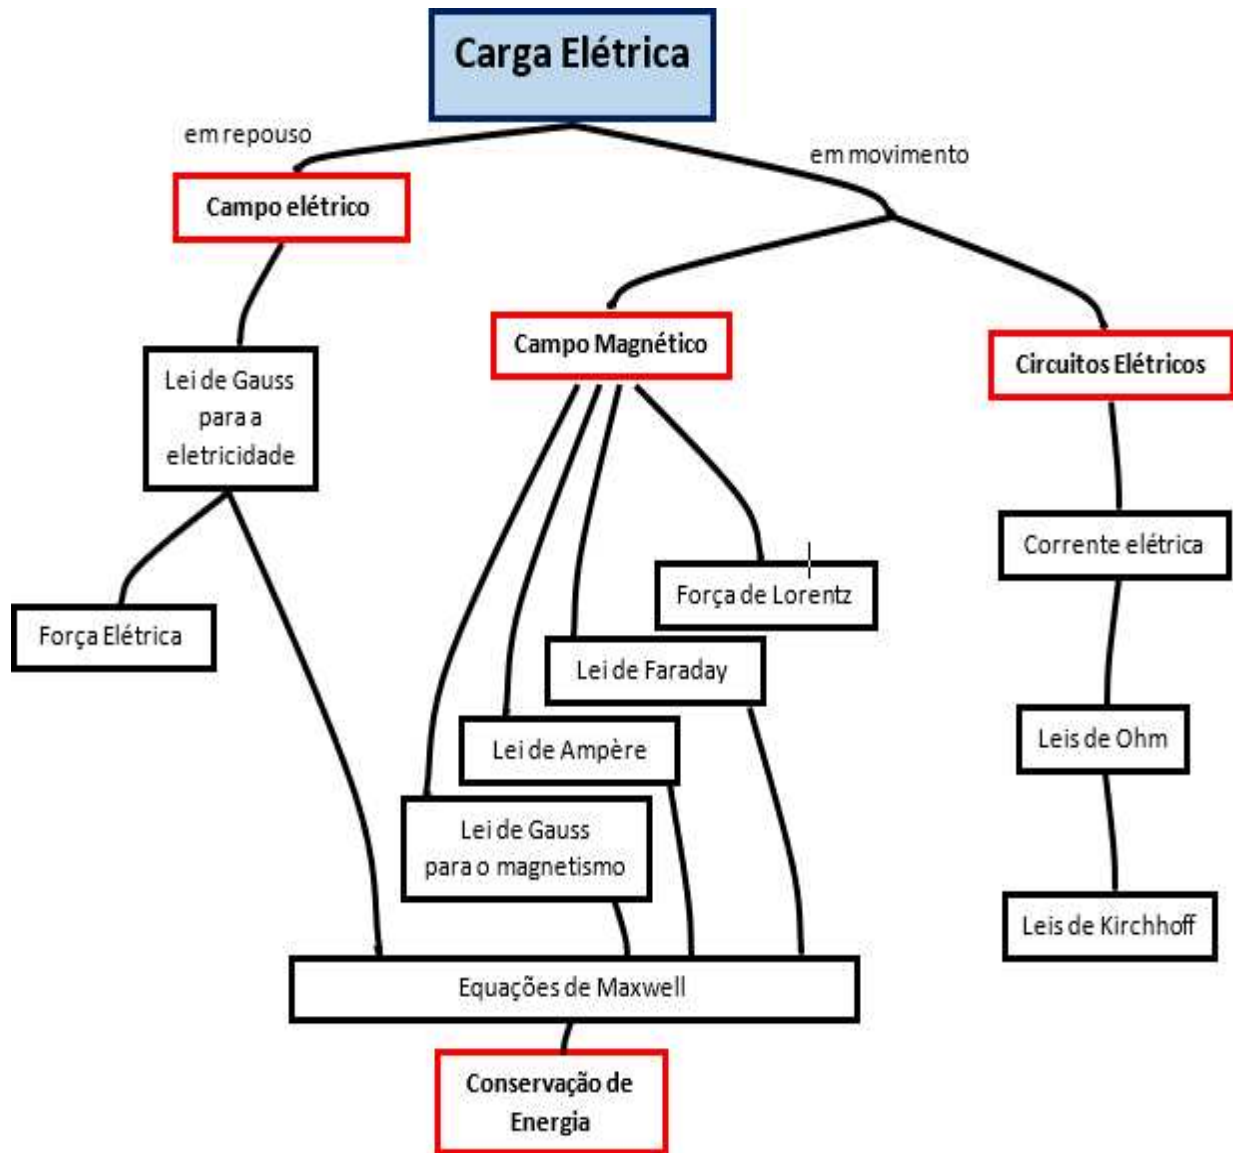 Carga Elétrica
em repouso
em movimento
Campo elétrico
Campo Magnético
Circuitos Elétricos
Lei de Gauss
para a
eletricidade
Corrente elétrica
Força de Lorentz
Força Elétrica
Lei de Faraday
Lei de Ampère
Leis de Ohm
Lei de Gauss
para o magnetismo
Leis de Kirchhoff
Equações de Maxwell
Conservação de
Energia